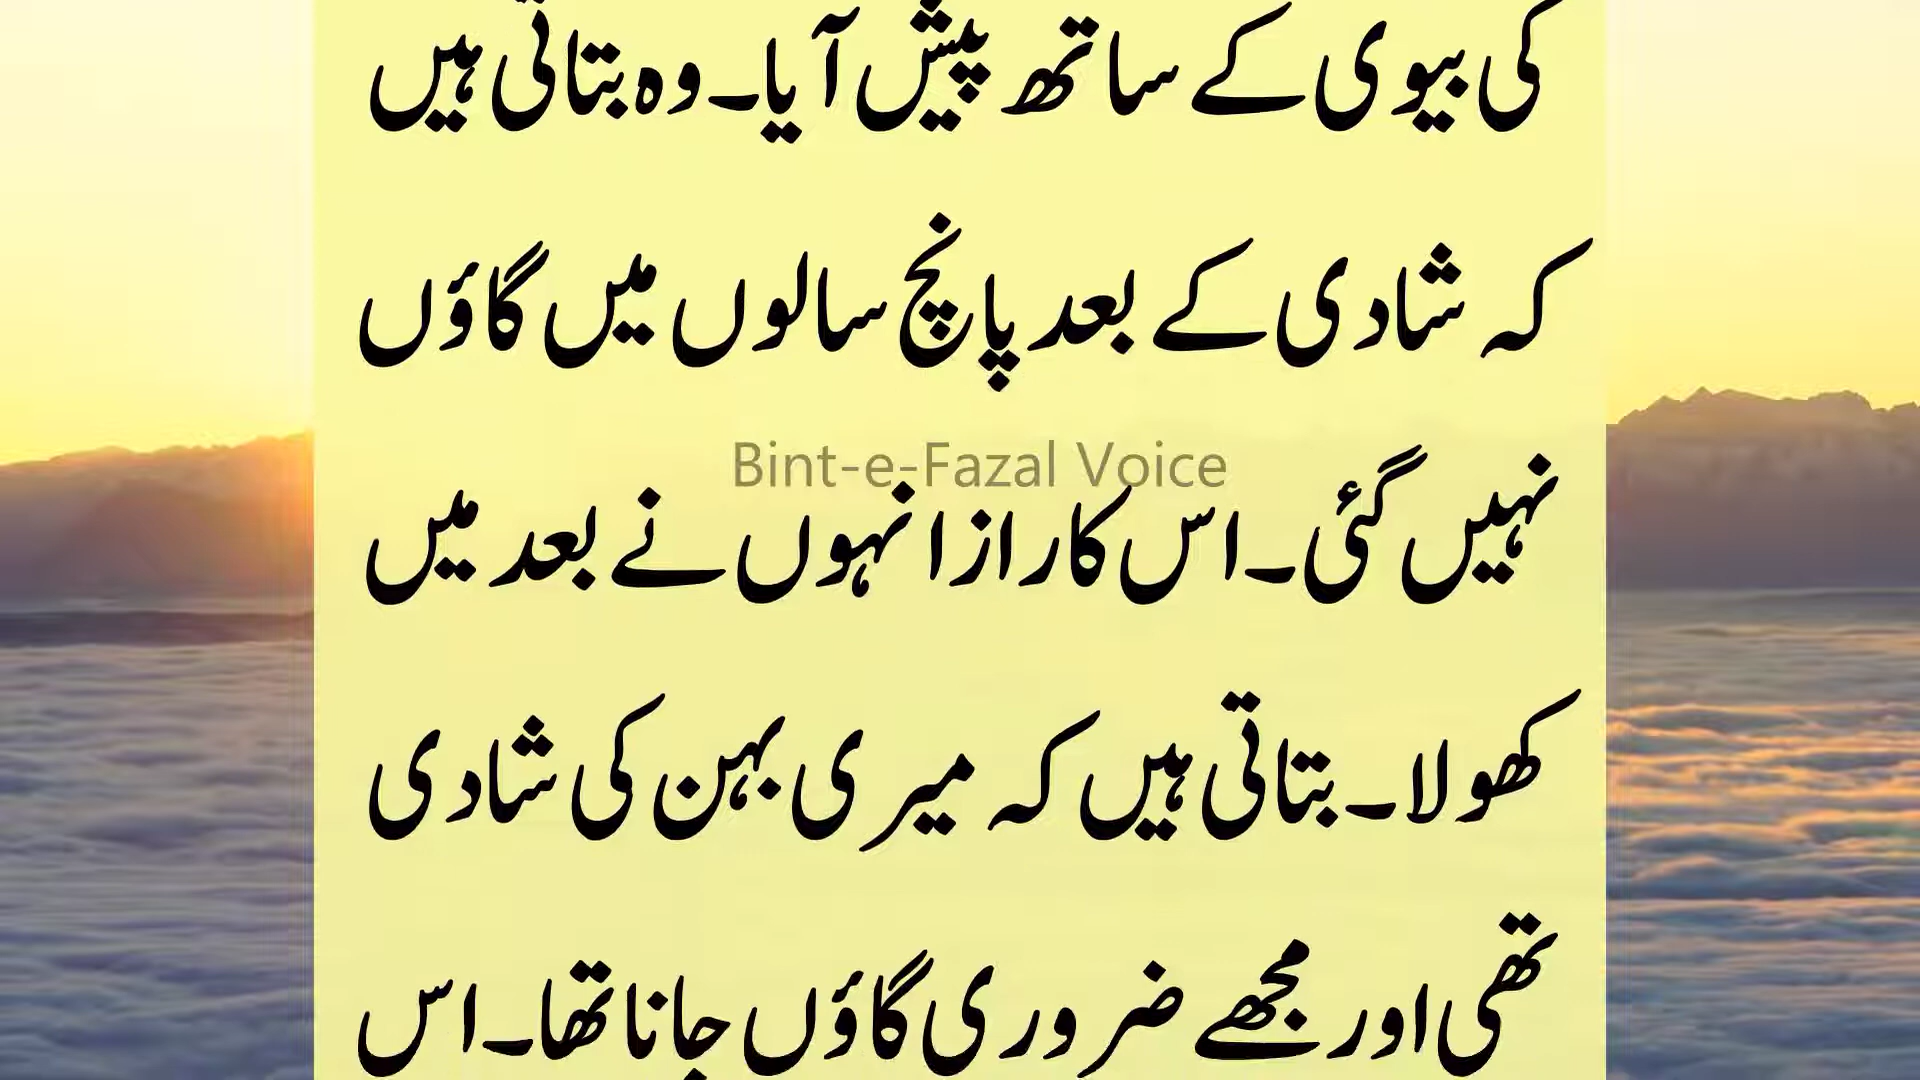 کی بیوی کے ساتھ پیش آیا۔ وہ بتاتی ہیں
کہ شادی کے بعد پانچ سالوں میں گاؤں
Bint-e-Fazal Voice
نہیں گئی۔ اس کا راز انہوں نے بعد میں
کھولا۔ بتاتی ہیں کہ میری بہن کی شادی
تھی اور مجھے ضروری گاؤں جانا تھا۔ اس